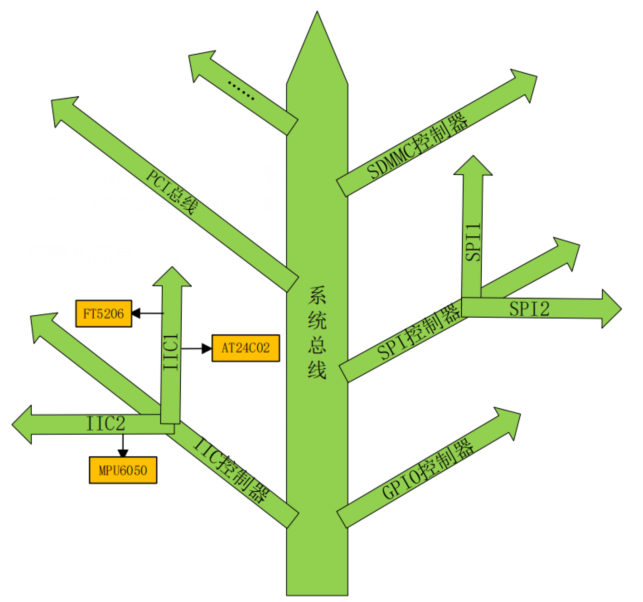 ......
SDMMC控制器
PCI总线
SPI1
系统总线
SPI2
SPI控制器
FT5206
IIC1
AT24C02
IIC2
IIC控制器
MPU6050
GPIO控制器